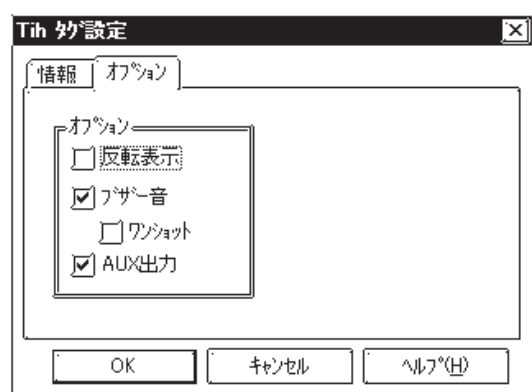 Tih ﾀｸﾞ設定
情報 ｵﾌﾟｼｮﾝ
ｵﾌﾟｼｮﾝ
反転表示
ﾌﾞｻﾞｰ音
ﾜﾝｼｮｯﾄ
AUX出力
OK ｷｬﾝｾﾙ ﾍﾙﾌﾟ(H)